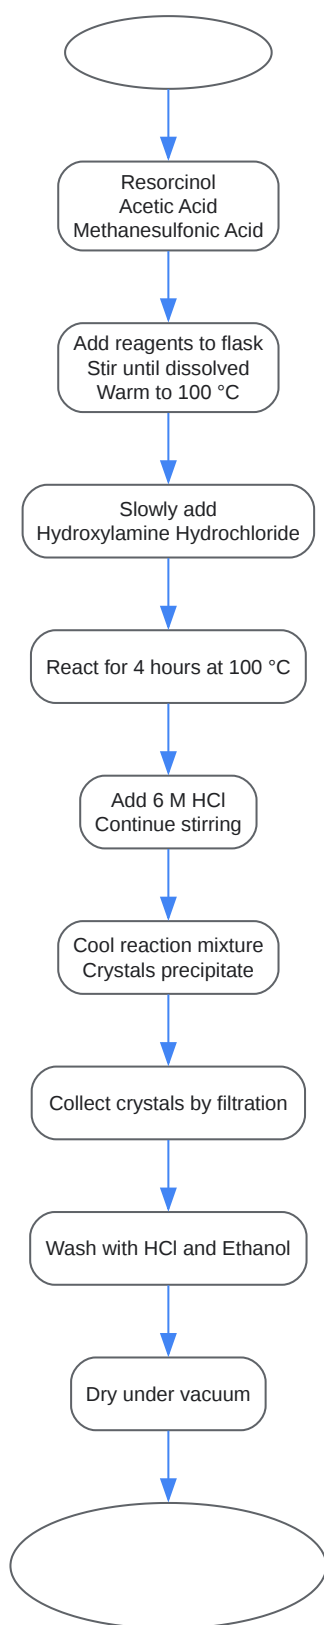 Resorcinol
Acetic Acid
Methanesulfonic Acid
Add reagents to flask
Stir until dissolved
Warm to 100 °C
Slowly add
Hydroxylamine Hydrochloride
React for 4 hours at 100 °C
Add 6 M HCl
Continue stirring
Cool reaction mixture
Crystals precipitate
Collect crystals by filtration
Wash with HCl and Ethanol
Dry under vacuum